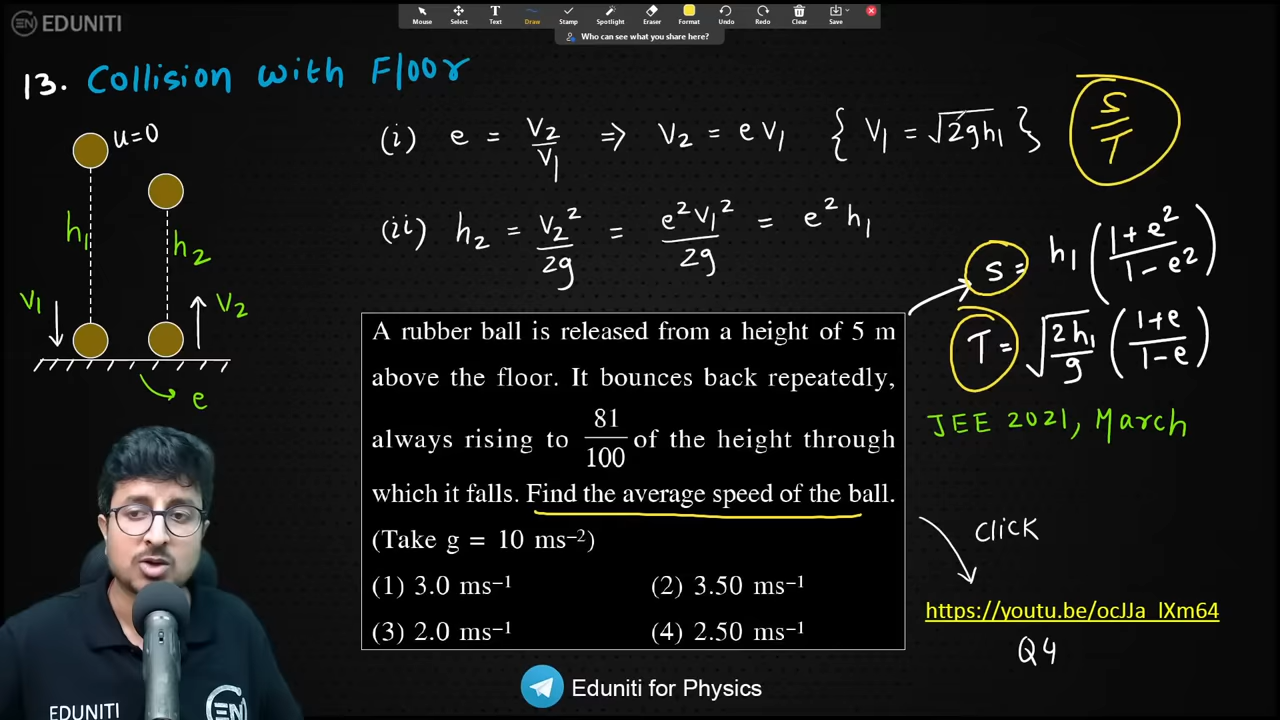 EDUNITI
Mouse Select Text Draw Stamp Spotlight Eraser Format Undo Redo Clear Save
Who can see what you share here?
13. Collision with Floor
u=0
h1
h2
V1
V2
e
(i) e = V2/V1 ⇒ V2 = eV1 { V1 = √2gh1 }
S/T
(ii) h2 = V2²/2g = e²V1²/2g = e²h1
S = h1 (1+e²/1-e²)
T = √2h1/g (1+e/1-e)
JEE 2021, March
A rubber ball is released from a height of 5 m
above the floor. It bounces back repeatedly,
always rising to 81/100 of the height through
which it falls. Find the average speed of the ball.
(Take g = 10 ms⁻²)
(1) 3.0 ms⁻¹ (2) 3.50 ms⁻¹
(3) 2.0 ms⁻¹ (4) 2.50 ms⁻¹
Click
https://youtu.be/ocJJa_lXm64
Q4
Eduniti for Physics
EDUNITI
EN